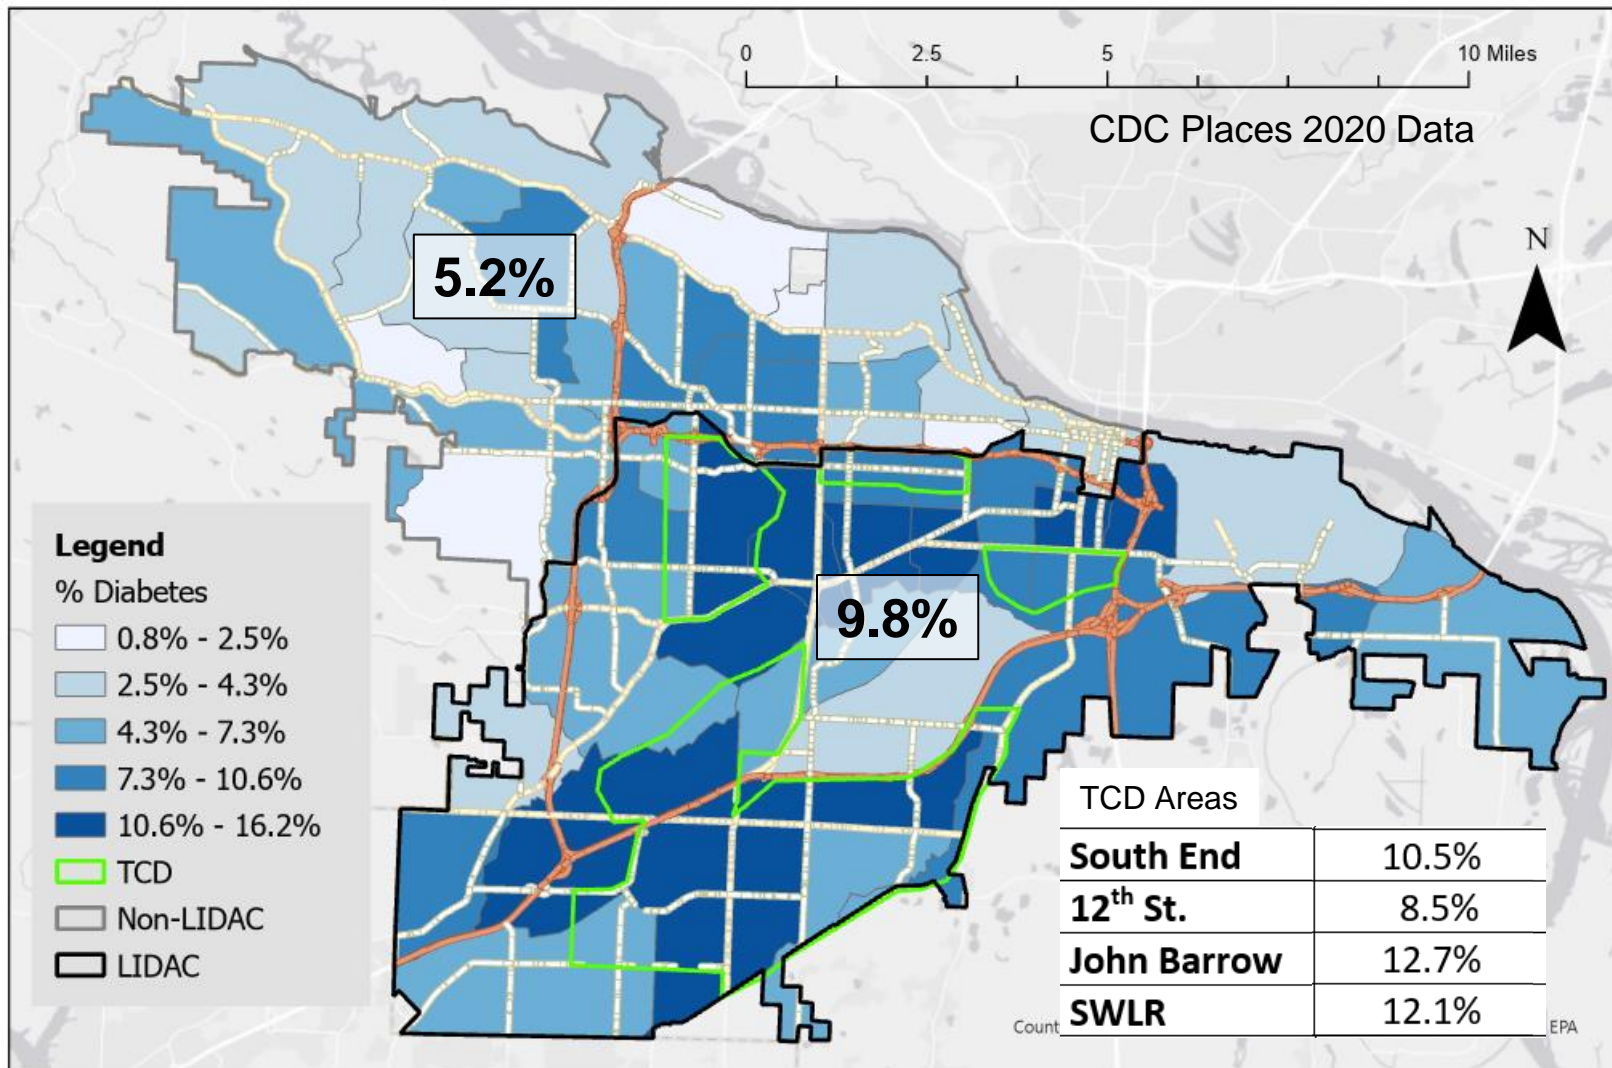 0 2.5 5 10 Miles
CDC Places 2020 Data
N
5.2%
9.8%
Legend
% Diabetes
0.8% - 2.5%
2.5% - 4.3%
4.3% - 7.3%
7.3% - 10.6%
10.6% - 16.2%
TCD
Non-LIDAC
LIDAC
TCD Areas
South End 10.5%
12th St. 8.5%
John Barrow 12.7%
SWLR 12.1%
Count
EPA